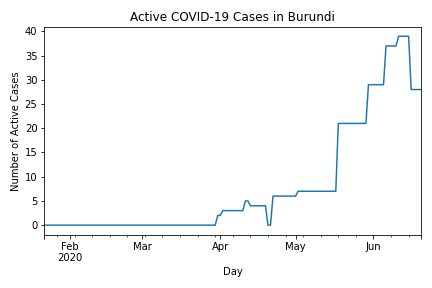 Active COVID-19 Cases in Burundi
40
35
30
25
20
15
10
5
0
Number of Active Cases
Feb Mar Apr May Jun
2020
Day